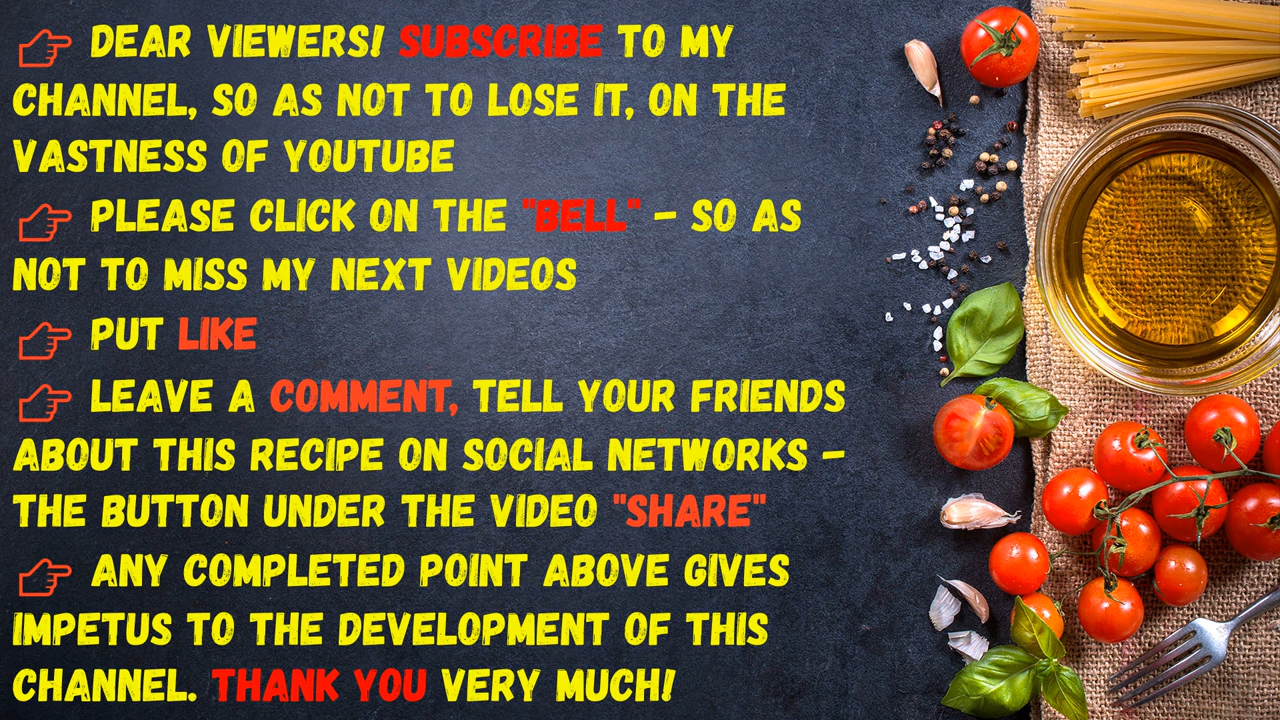 DEAR VIEWERS! SUBSCRIBE TO MY
CHANNEL, SO AS NOT TO LOSE IT, ON THE
VASTNESS OF YOUTUBE
PLEASE CLICK ON THE "BELL" - SO AS
NOT TO MISS MY NEXT VIDEOS
PUT LIKE
LEAVE A COMMENT, TELL YOUR FRIENDS
ABOUT THIS RECIPE ON SOCIAL NETWORKS -
THE BUTTON UNDER THE VIDEO "SHARE"
ANY COMPLETED POINT ABOVE GIVES
IMPETUS TO THE DEVELOPMENT OF THIS
CHANNEL. THANK YOU VERY MUCH!